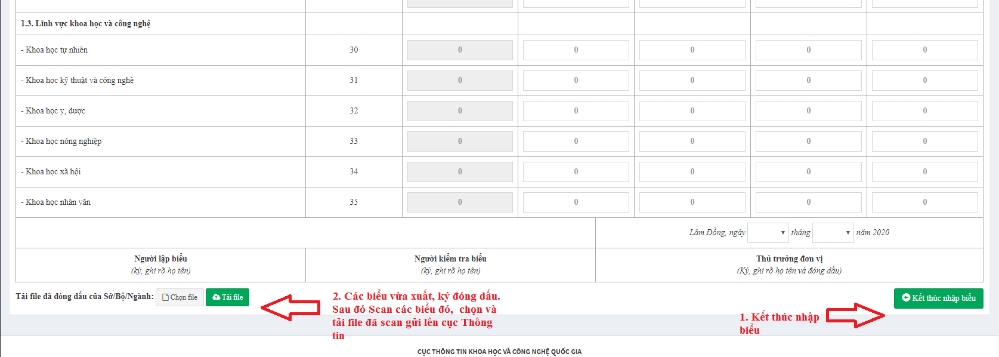 1.3. Lĩnh vực khoa học và công nghệ
- Khoa học tự nhiên 30 0 0 0 0 0
- Khoa học kỹ thuật và công nghệ 31 0 0 0 0 0
- Khoa học y, dược 32 0 0 0 0 0
- Khoa học nông nghiệp 33 0 0 0 0 0
- Khoa học xã hội 34 0 0 0 0 0
- Khoa học nhân văn 35 0 0 0 0 0
Lâm Đồng, ngày tháng năm 2020
Người lập biểu Người kiểm tra biểu Thủ trưởng đơn vị
(ký, ghi rõ họ tên) (ký, ghi rõ họ tên) (Ký, ghi rõ họ tên và đóng dấu)
Tải file đã đóng dấu của Sở/Bộ/Ngành: Chọn file Tải file
2. Các biểu vừa xuất, ký đóng dấu.
Sau đó Scan các biểu đó, chọn và
tải file đã scan gửi lên cục Thông
tin
Kết thúc nhập biểu
1. Kết thúc nhập
biểu
CỤC THÔNG TIN KHOA HỌC VÀ CÔNG NGHỆ QUỐC GIA